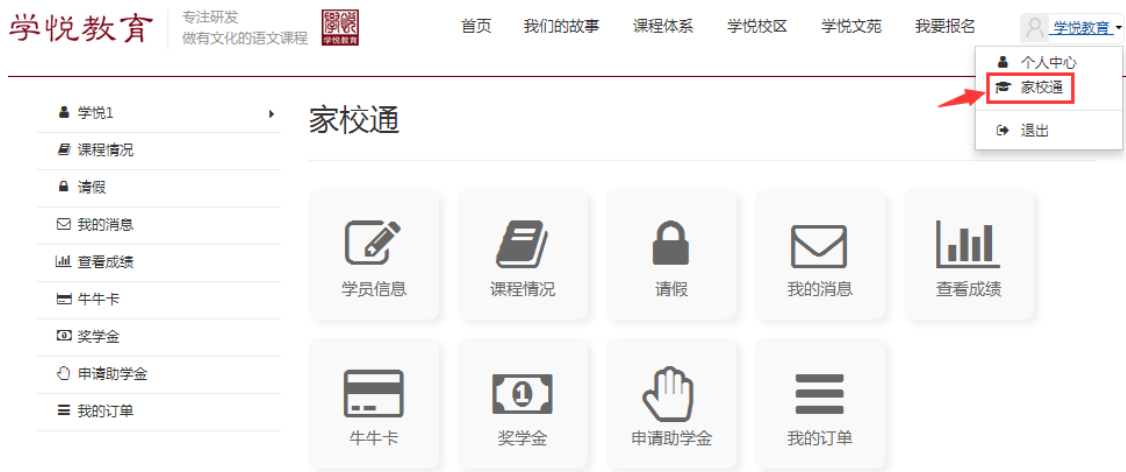 学悦教育
专注研发
做有文化的语文课程
学悦教育
首页 我们的故事 课程体系 学悦校区 学悦文苑 我要报名 学悦教育
个人中心
家校通
退出
学悦1
课程情况
请假
我的消息
查看成绩
牛牛卡
奖学金
申请助学金
我的订单
家校通
学员信息 课程情况 请假 我的消息 查看成绩
牛牛卡 奖学金 申请助学金 我的订单